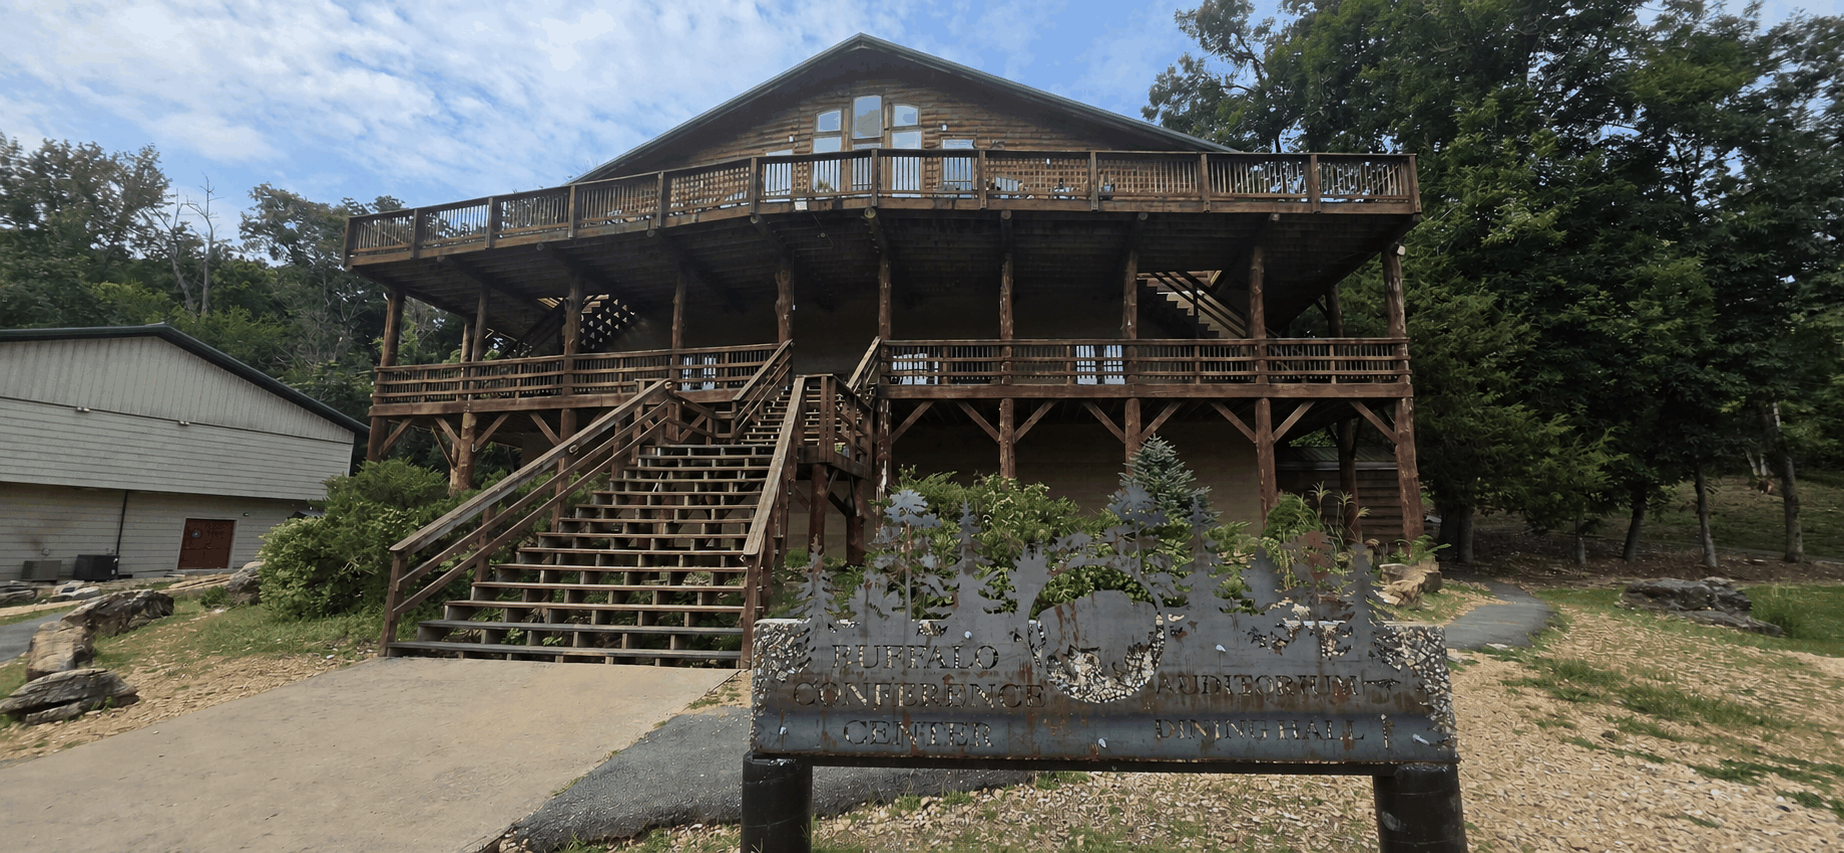 BUFFALO
CONFERENCE
CENTER
AUDITORIUM →
DINING HALL ↑